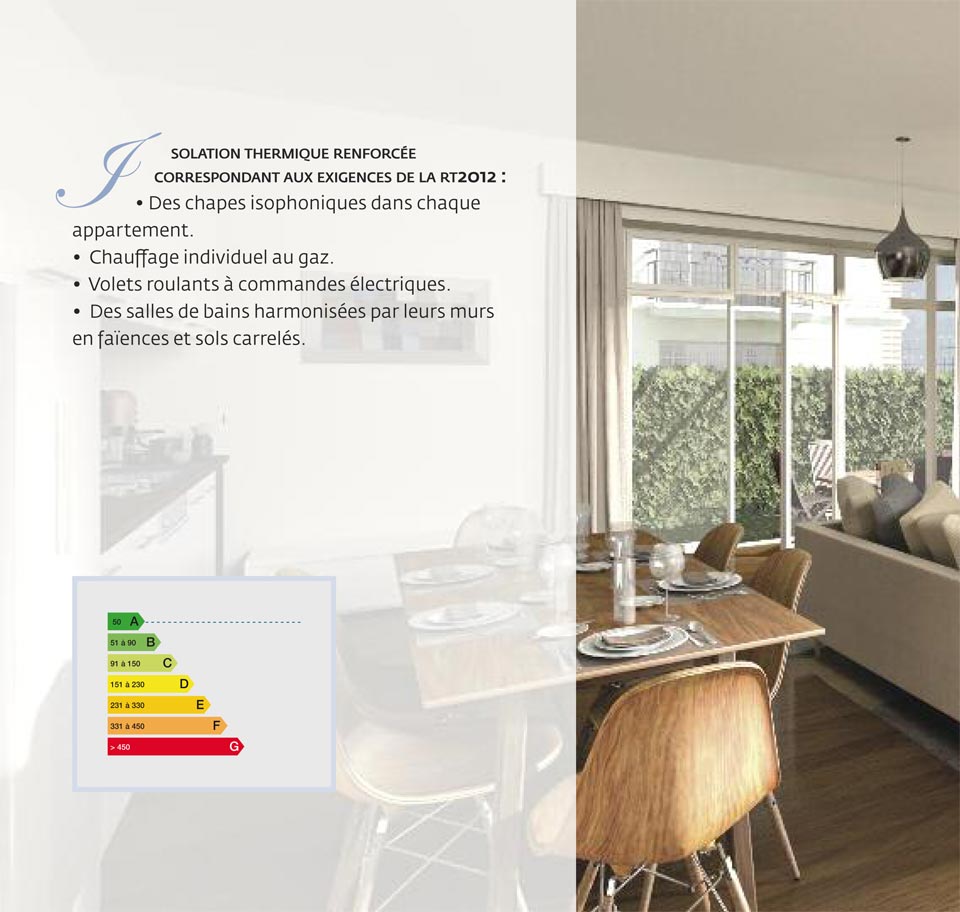 ISOLATION THERMIQUE RENFORCÉE
CORRESPONDANT AUX EXIGENCES DE LA RT2012 :
• Des chapes isophoniques dans chaque
appartement.
• Chauffage individuel au gaz.
• Volets roulants à commandes électriques.
• Des salles de bains harmonisées par leurs murs
en faïences et sols carrelés.
50 A
51 à 90 B
91 à 150 C
151 à 230 D
231 à 330 E
331 à 450 F
> 450 G